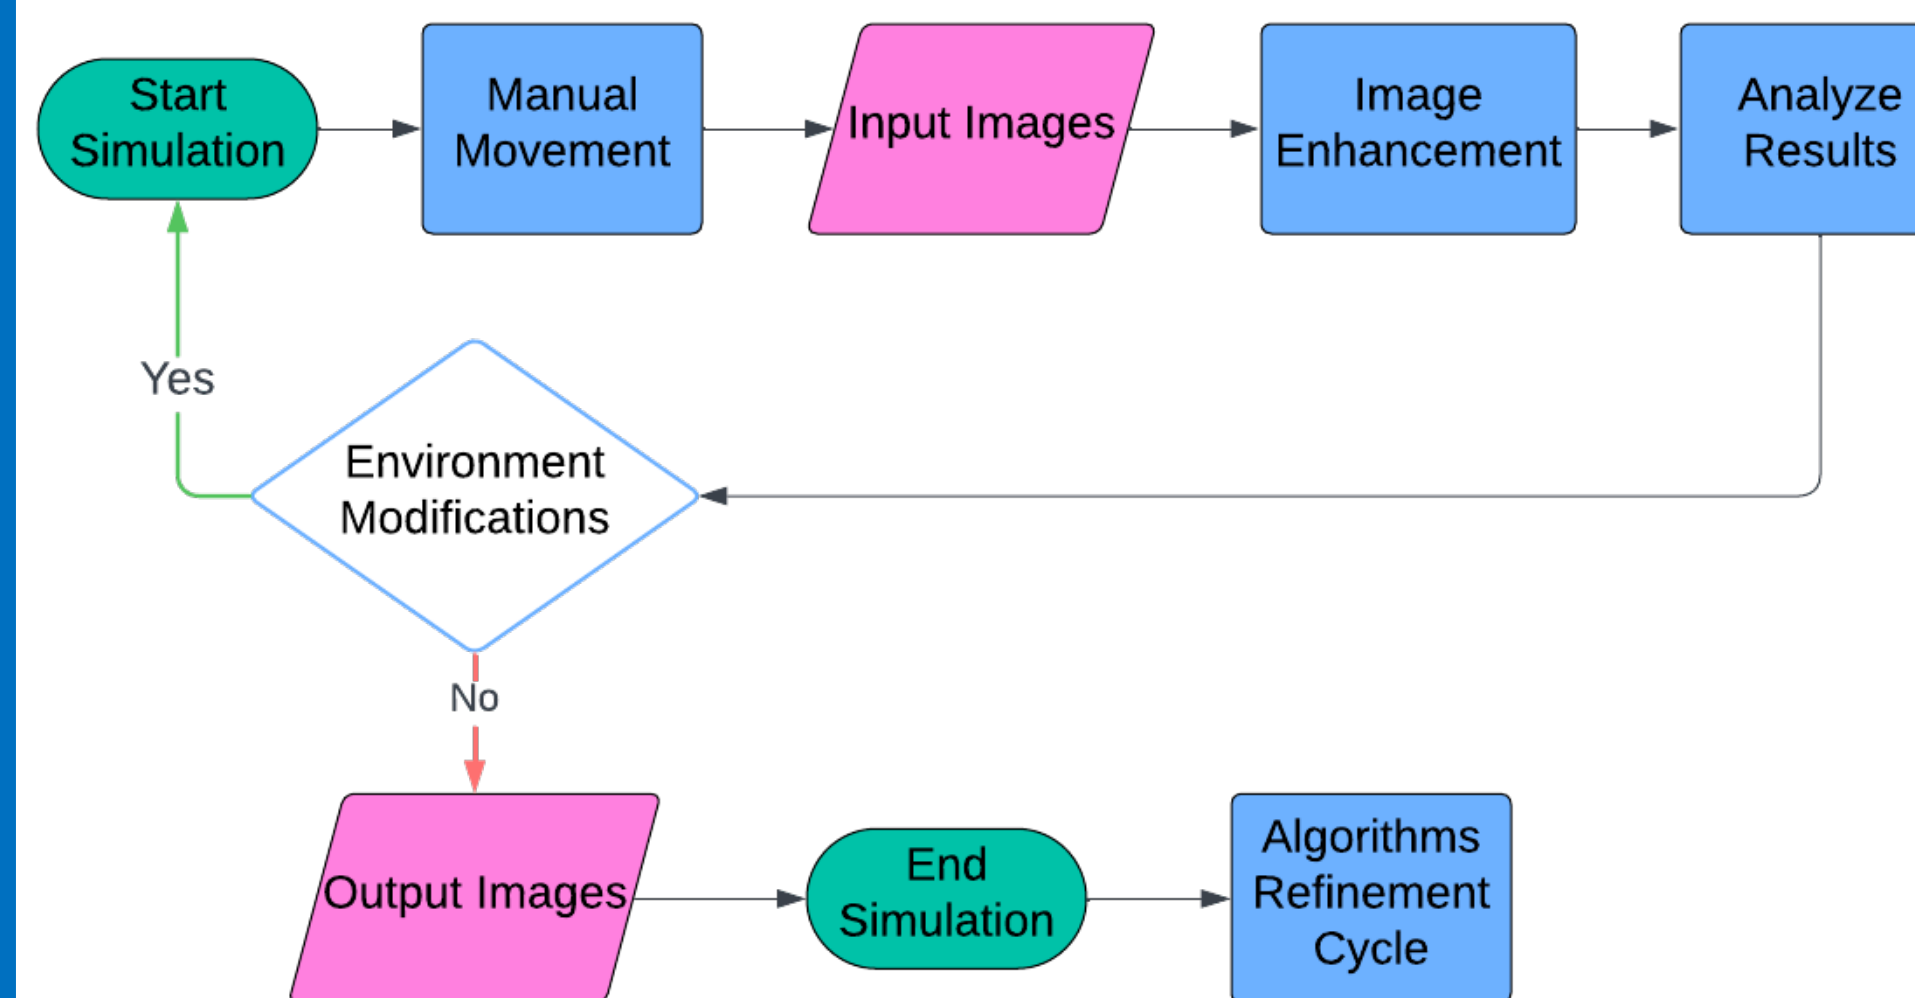 Start
Simulation
Manual
Movement
Input Images
Image
Enhancement
Analyze
Results
Yes
Environment
Modifications
No
Output Images
End
Simulation
Algorithms
Refinement
Cycle